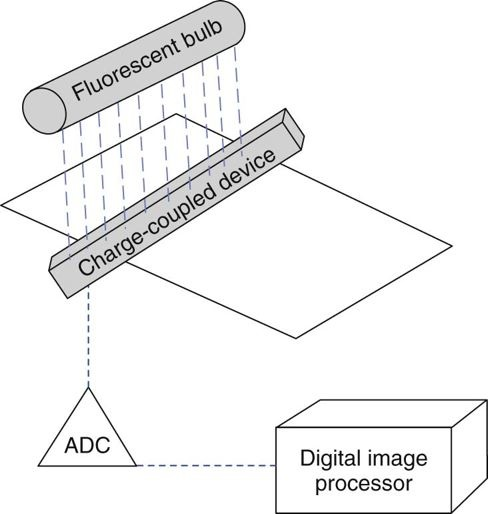 Fluorescent bulb
Charge-coupled device
ADC
Digital image
processor